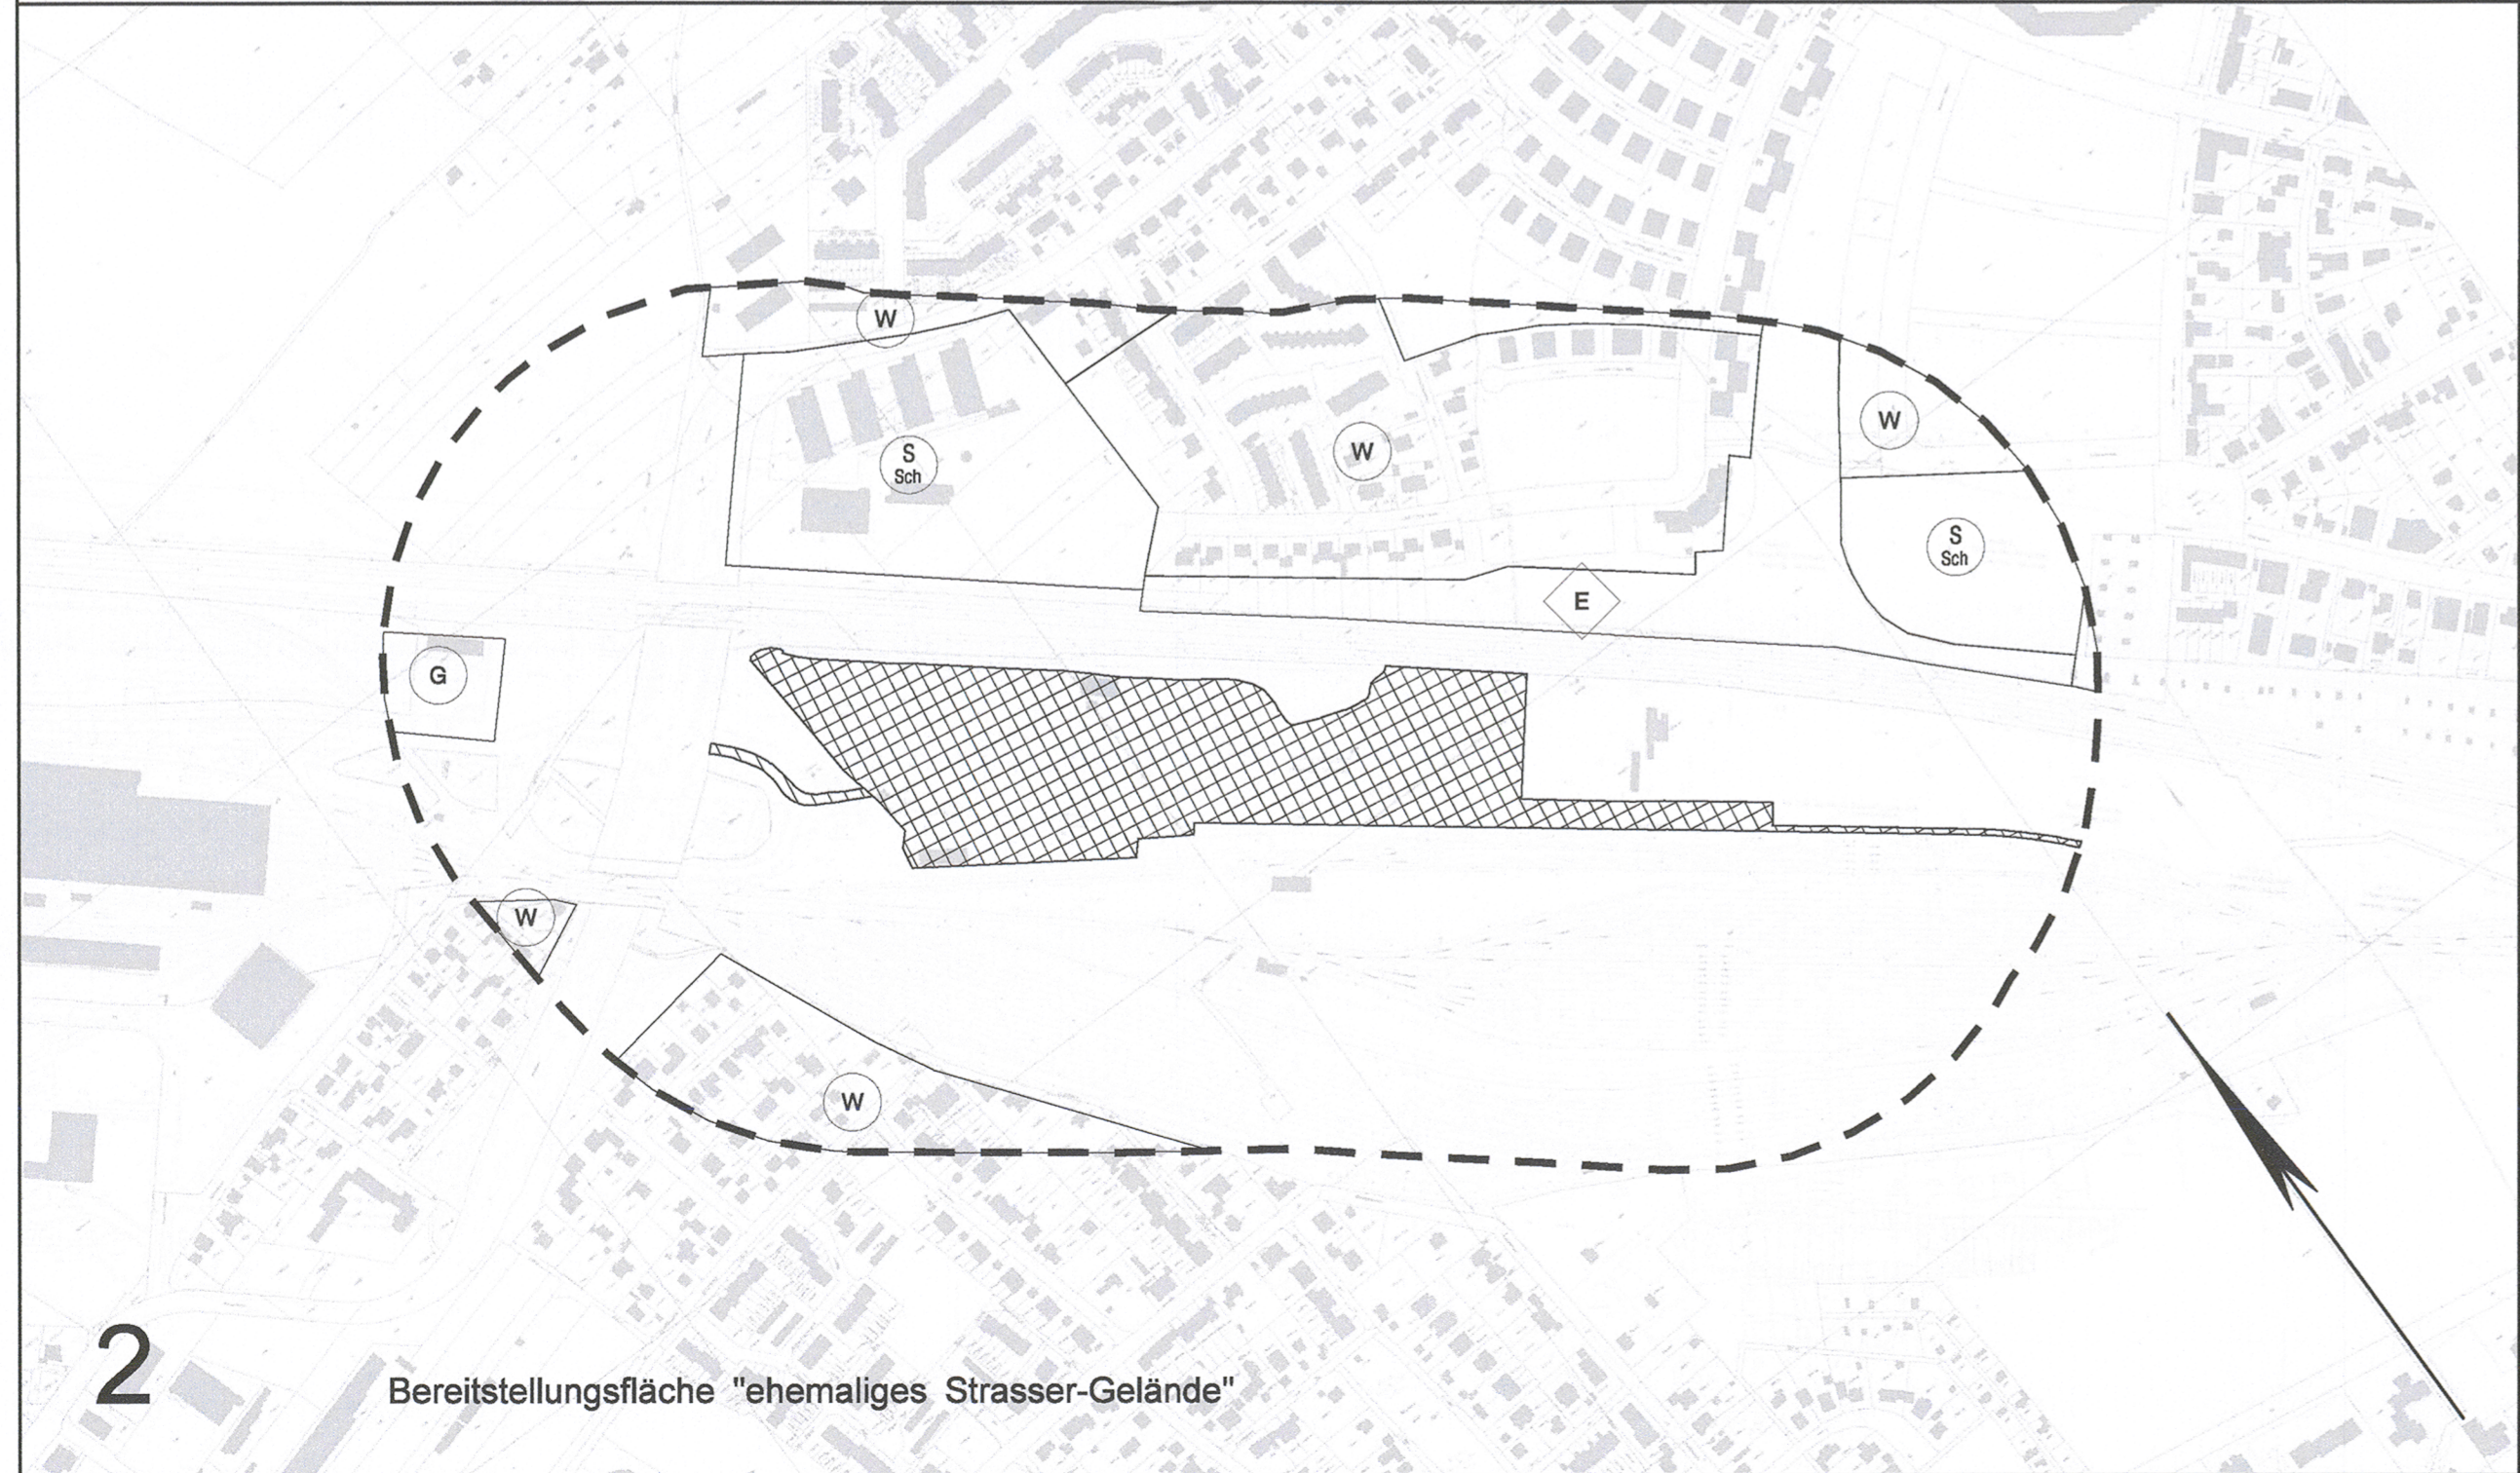 W
W
W
S
Sch
S
Sch
E
G
W
W
2
Bereitstellungsfläche "ehemaliges Strasser-Gelände"